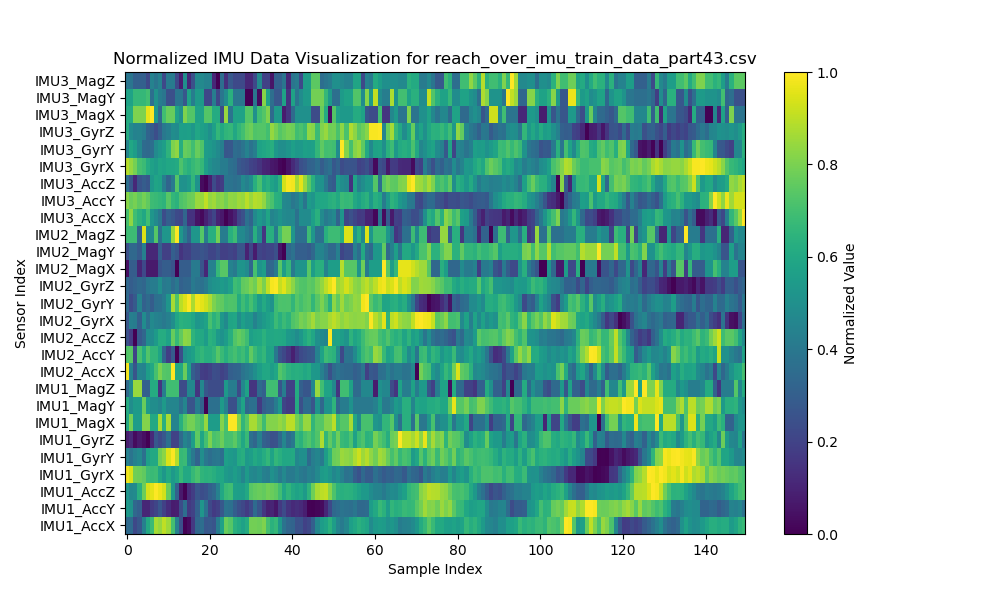 Normalized IMU Data Visualization for reach_over_imu_train_data_part43.csv
IMU3_MagZ
IMU3_MagY
IMU3_MagX
IMU3_GyrZ
IMU3_GyrY
IMU3_GyrX
IMU3_AccZ
IMU3_AccY
IMU3_AccX
IMU2_MagZ
IMU2_MagY
IMU2_MagX
IMU2_GyrZ
IMU2_GyrY
IMU2_GyrX
IMU2_AccZ
IMU2_AccY
IMU2_AccX
IMU1_MagZ
IMU1_MagY
IMU1_MagX
IMU1_GyrZ
IMU1_GyrY
IMU1_GyrX
IMU1_AccZ
IMU1_AccY
IMU1_AccX
Sensor Index
0 20 40 60 80 100 120 140
Sample Index
1.0
0.8
0.6
0.4
0.2
0.0
Normalized Value